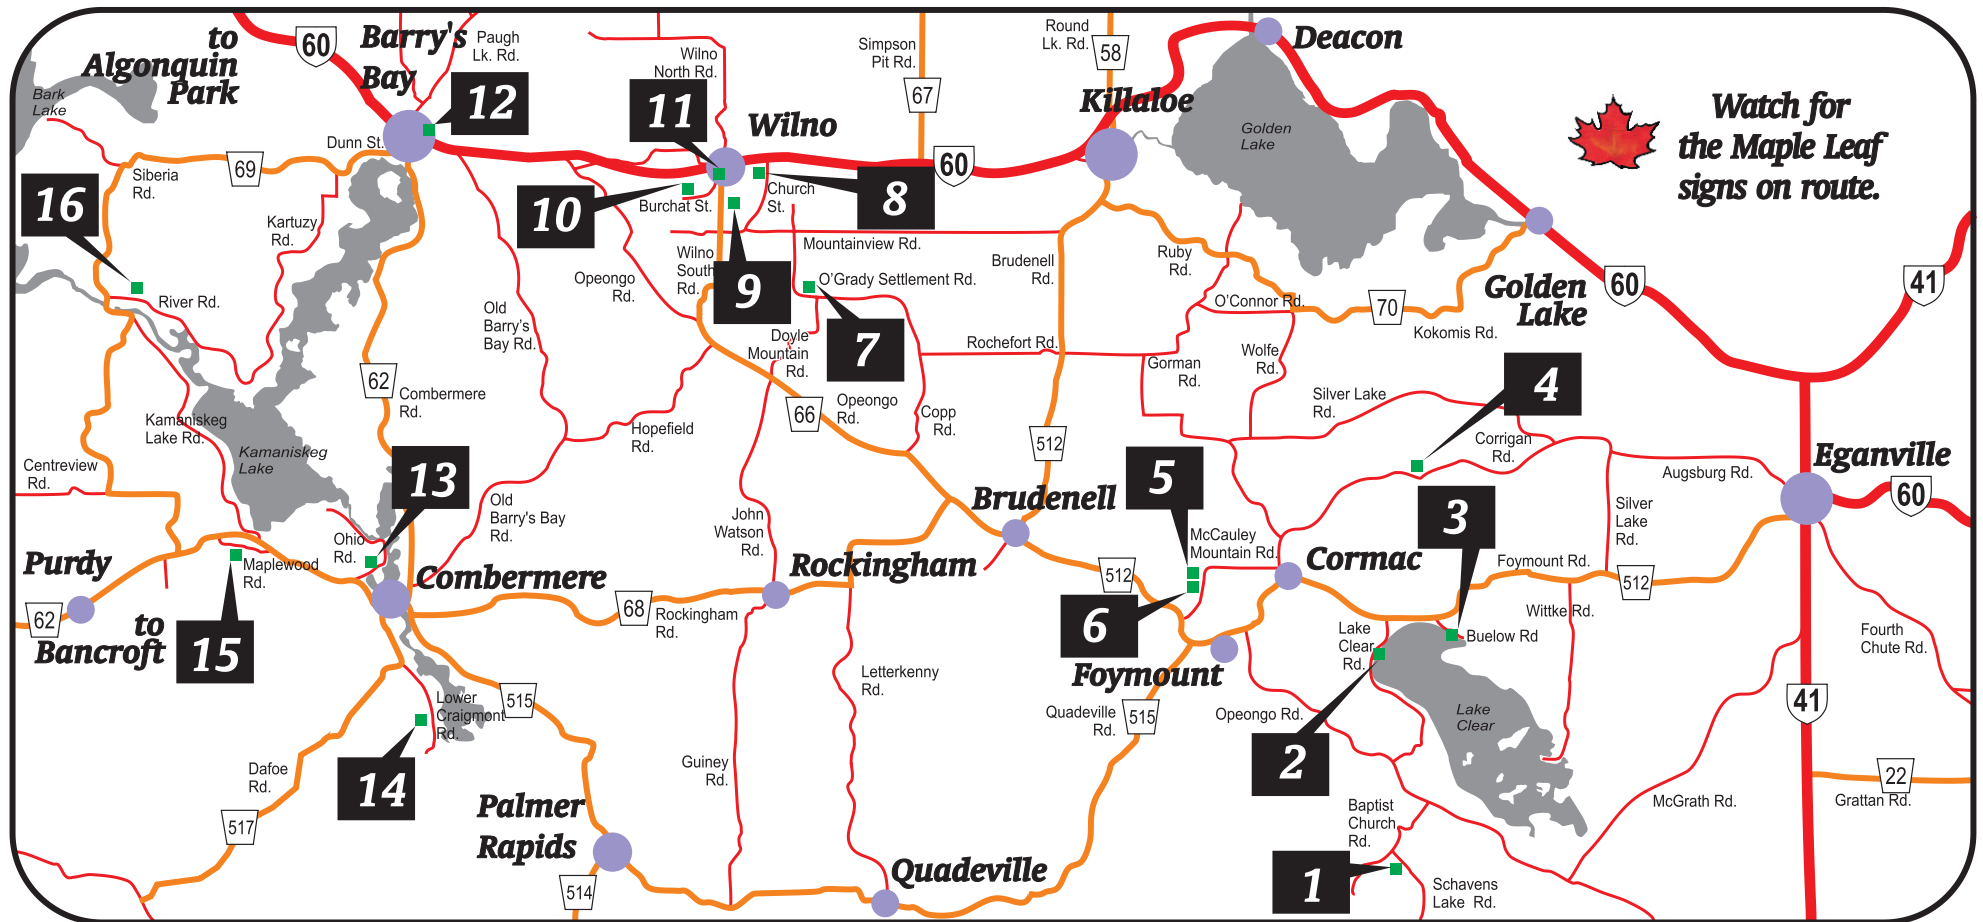 to
Algonquin
Park
Bark
Lake
60
Barry's
Bay
Paugh
Lk. Rd.
12
Dunn St.
Wilno
North Rd.
11
Wilno
Simpson
Pit Rd.
67
60
Round
Lk. Rd.
58
Killaloe
Deacon
Golden
Lake
Watch for
the Maple Leaf
signs on route.
Siberia
Rd.
69
16
Kartuzy
Rd.
River Rd.
10
Burchat St.
Church
St.
8
Mountainview Rd.
Wilno
South
Rd.
9
O'Grady Settlement Rd.
7
Opeongo
Rd.
Old
Barry's
Bay Rd.
Brudenell
Rd.
Ruby
Rd.
O'Connor Rd.
70
Kokomis Rd.
Golden
Lake
60
41
Doyle
Mountain
Rd.
Rochefort Rd.
Gorman
Rd.
Wolfe
Rd.
62
Combermere
Rd.
Kamaniskeg
Lake Rd.
Kamaniskeg
Lake
Hopefield
Rd.
66
Opeongo
Rd.
Copp
Rd.
512
Silver Lake
Rd.
4
Corrigan
Rd.
Augsburg Rd.
Eganville
60
Centreview
Rd.
13
Old
Barry's Bay
Rd.
Ohio
Rd.
John
Watson
Rd.
Brudenell
5
McCauley
Mountain Rd.
3
Silver
Lake
Rd.
Cormac
Foymount Rd.
512
Purdy
62
to
Bancroft
15
Maplewood
Rd.
Combermere
68
Rockingham
Rd.
Rockingham
512
6
Foymount
Lake
Clear
Rd.
Buelow Rd
Wittke Rd.
Fourth
Chute Rd.
Lower
Craigmont
Rd.
515
14
Letterkenny
Rd.
Quadeville
Rd.
515
Opeongo Rd.
2
Lake
Clear
41
Dafoe
Rd.
517
Guiney
Rd.
Palmer
Rapids
514
Quadeville
Baptist
Church
Rd.
1
Schavens
Lake Rd.
McGrath Rd.
22
Grattan Rd.